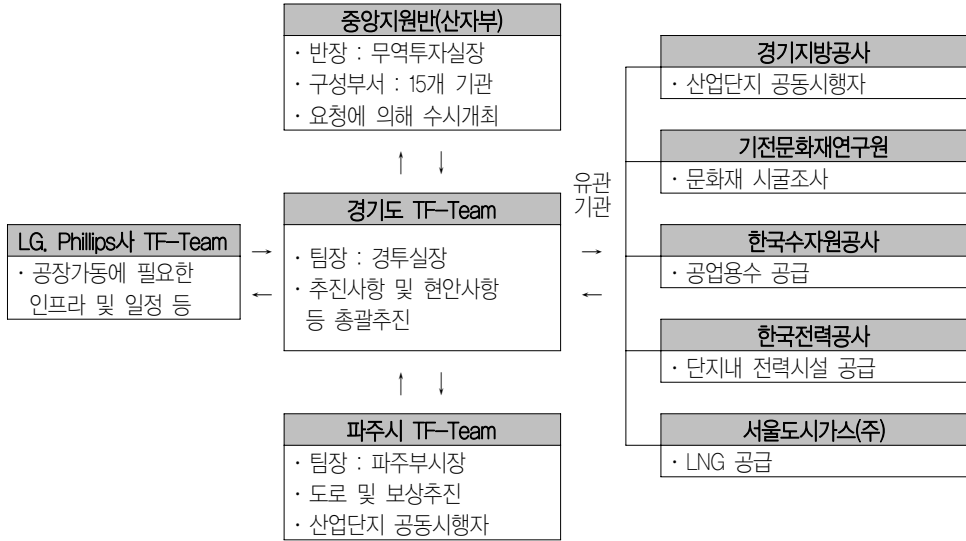 중앙지원반(산자부)
· 반장 : 무역투자실장
· 구성부서 : 15개 기관
· 요청에 의해 수시개최
↑ ↓
경기도 TF-Team
· 팀장 : 경투실장
· 추진사항 및 현안사항
등 총괄추진
↑ ↓
파주시 TF-Team
· 팀장 : 파주부시장
· 도로 및 보상추진
· 산업단지 공동시행자
LG. Phillips사 TF-Team
· 공장가동에 필요한
인프라 및 일정 등
→
←
유관
기관
→
←
경기지방공사
· 산업단지 공동시행자
기전문화재연구원
· 문화재 시굴조사
한국수자원공사
· 공업용수 공급
한국전력공사
· 단지내 전력시설 공급
서울도시가스(주)
· LNG 공급